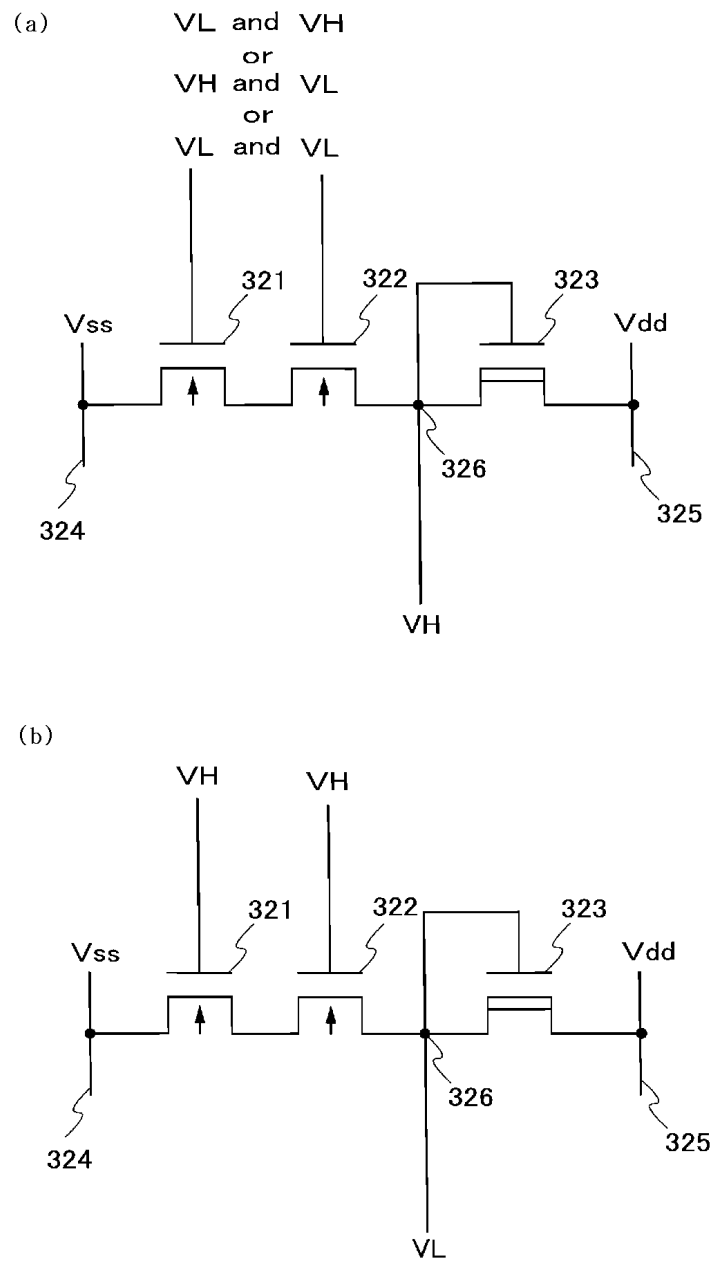 (a)
VL and VH
or
VH and VL
or
VL and VL
321
322
323
Vss
Vdd
326
324
325
VH
(b)
VH
VH
321
322
323
Vss
Vdd
326
324
325
VL